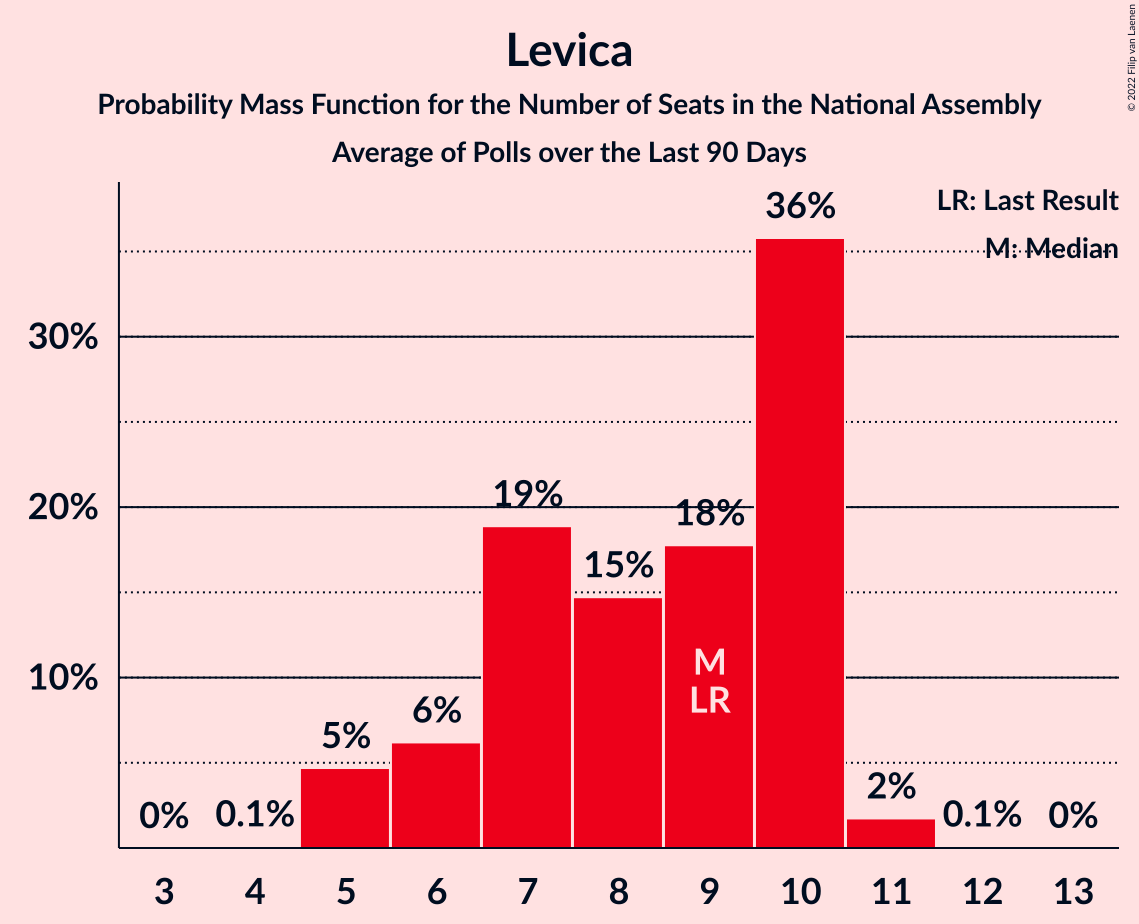 Levica
Probability Mass Function for the Number of Seats in the National Assembly
Average of Polls over the Last 90 Days
© 2022 Filip van Laenen
LR: Last Result
M: Median
30%
20%
10%
0%
0.1%
5%
6%
19%
15%
18%
36%
2%
0.1%
0%
M
LR
3 4 5 6 7 8 9 10 11 12 13